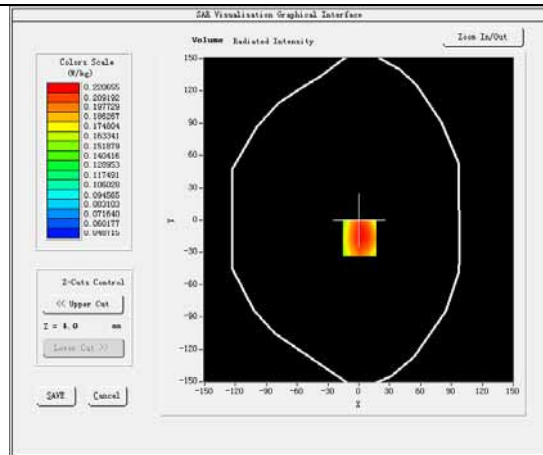 SAR Visualisation Graphical Interface
Volume Radiated Intensity
Zoom In/Out
Colors Scale
(W/kg)
0.220655
0.209192
0.197729
0.186267
0.174804
0.163341
0.151879
0.140416
0.128953
0.117491
0.106028
0.094565
0.083103
0.071640
0.060177
0.048715
Z-Cuts Control
<< Upper Cut
Z = 4.0 mm
Lower Cut >>
SAVE Cancel
150
120
90
60
30
0
-30
-60
-90
-120
-150
Y
-150 -120 -90 -60 -30 0 30 60 90 120 150
X